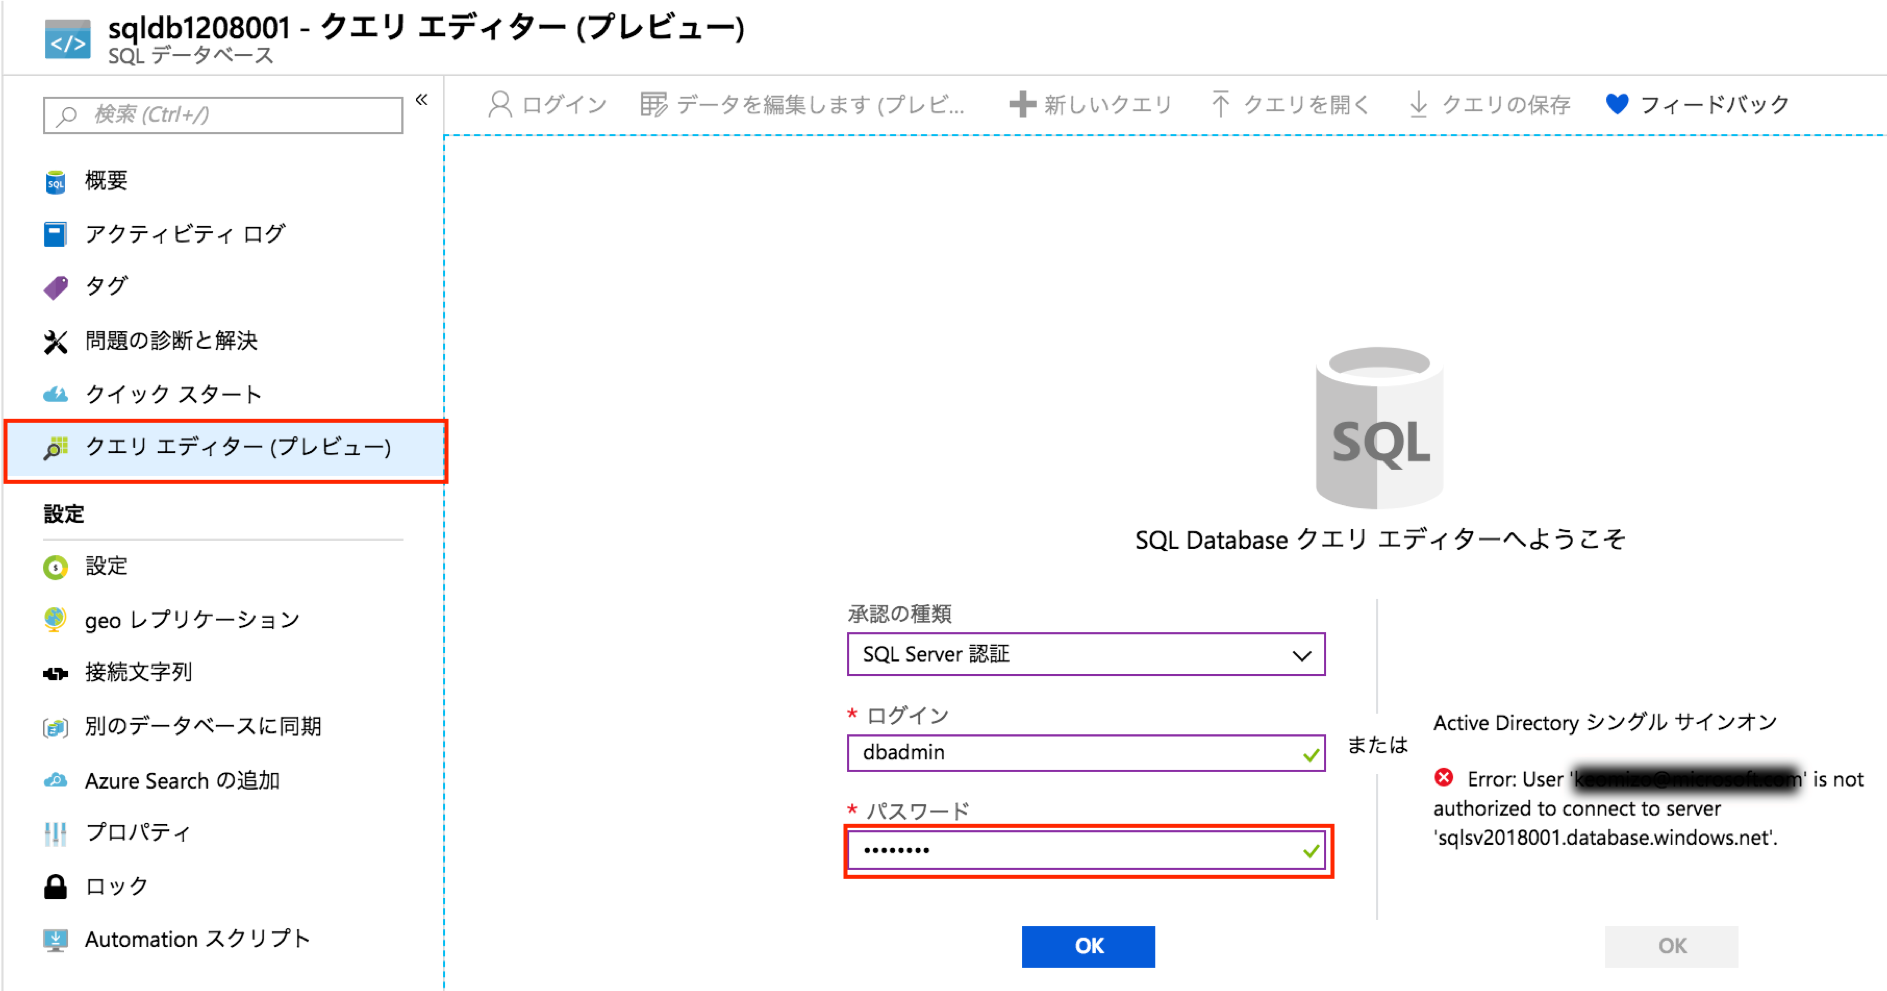 sqldb1208001 - クエリ エディター (プレビュー)
SQL データベース
検索 (Ctrl+/)
«
ログイン
データを編集します (プレビ...
新しいクエリ
クエリを開く
クエリの保存
フィードバック
SQL
概要
アクティビティ ログ
タグ
問題の診断と解決
クイック スタート
クエリ エディター (プレビュー)
設定
設定
geo レプリケーション
接続文字列
別のデータベースに同期
Azure Search の追加
プロパティ
ロック
Automation スクリプト
SQL
SQL Database クエリ エディターへようこそ
承認の種類
SQL Server 認証
* ログイン
dbadmin
* パスワード
••••••••
OK
または
Active Directory シングル サインオン
Error: User ' ' is not
authorized to connect to server
'sqlsv2018001.database.windows.net'.
OK